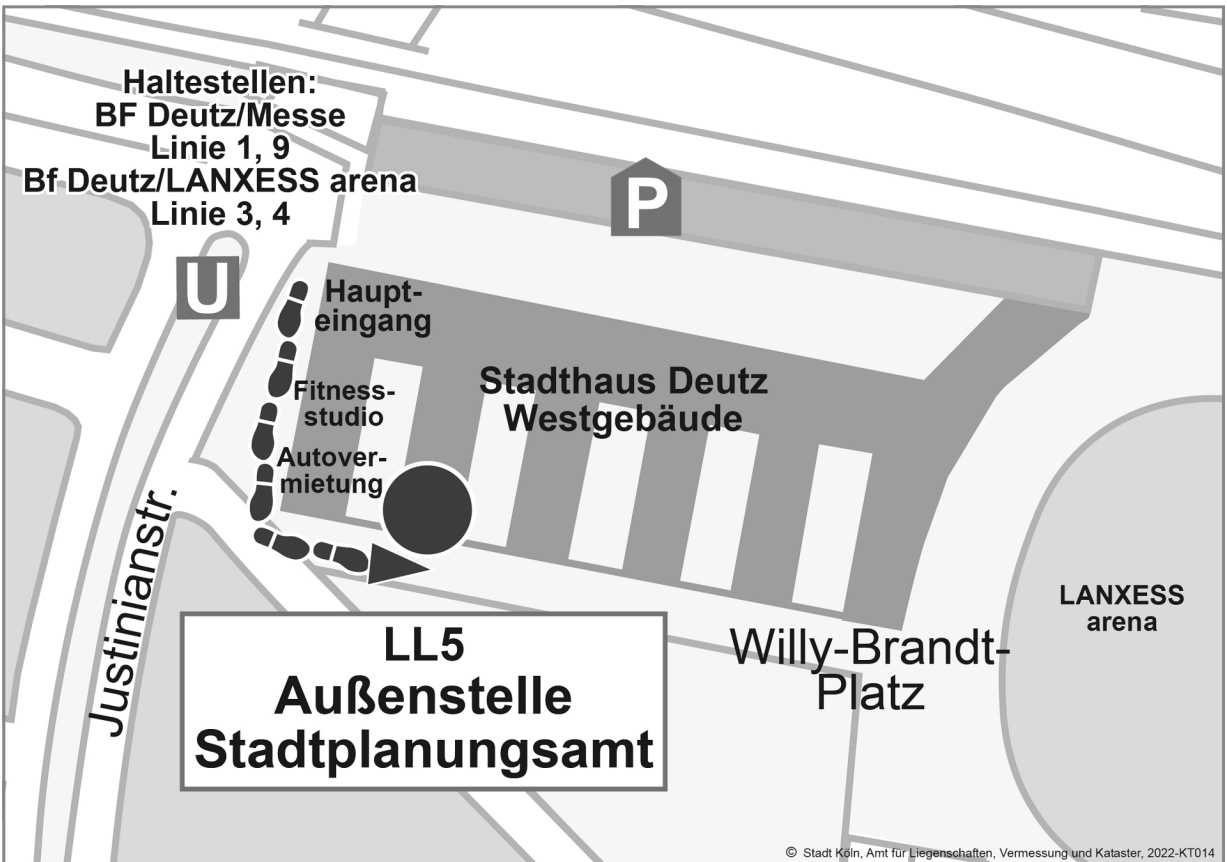 Haltestellen:
BF Deutz/Messe
Linie 1, 9
Bf Deutz/LANXESS arena
Linie 3, 4
P
U
Haupt-
eingang
Fitness-
studio
Stadthaus Deutz
Westgebäude
Autover-
mietung
Justinianstr.
LANXESS
arena
LL5
Außenstelle
Stadtplanungsamt
Willy-Brandt-
Platz
© Stadt Köln, Amt für Liegenschaften, Vermessung und Kataster, 2022-KT014